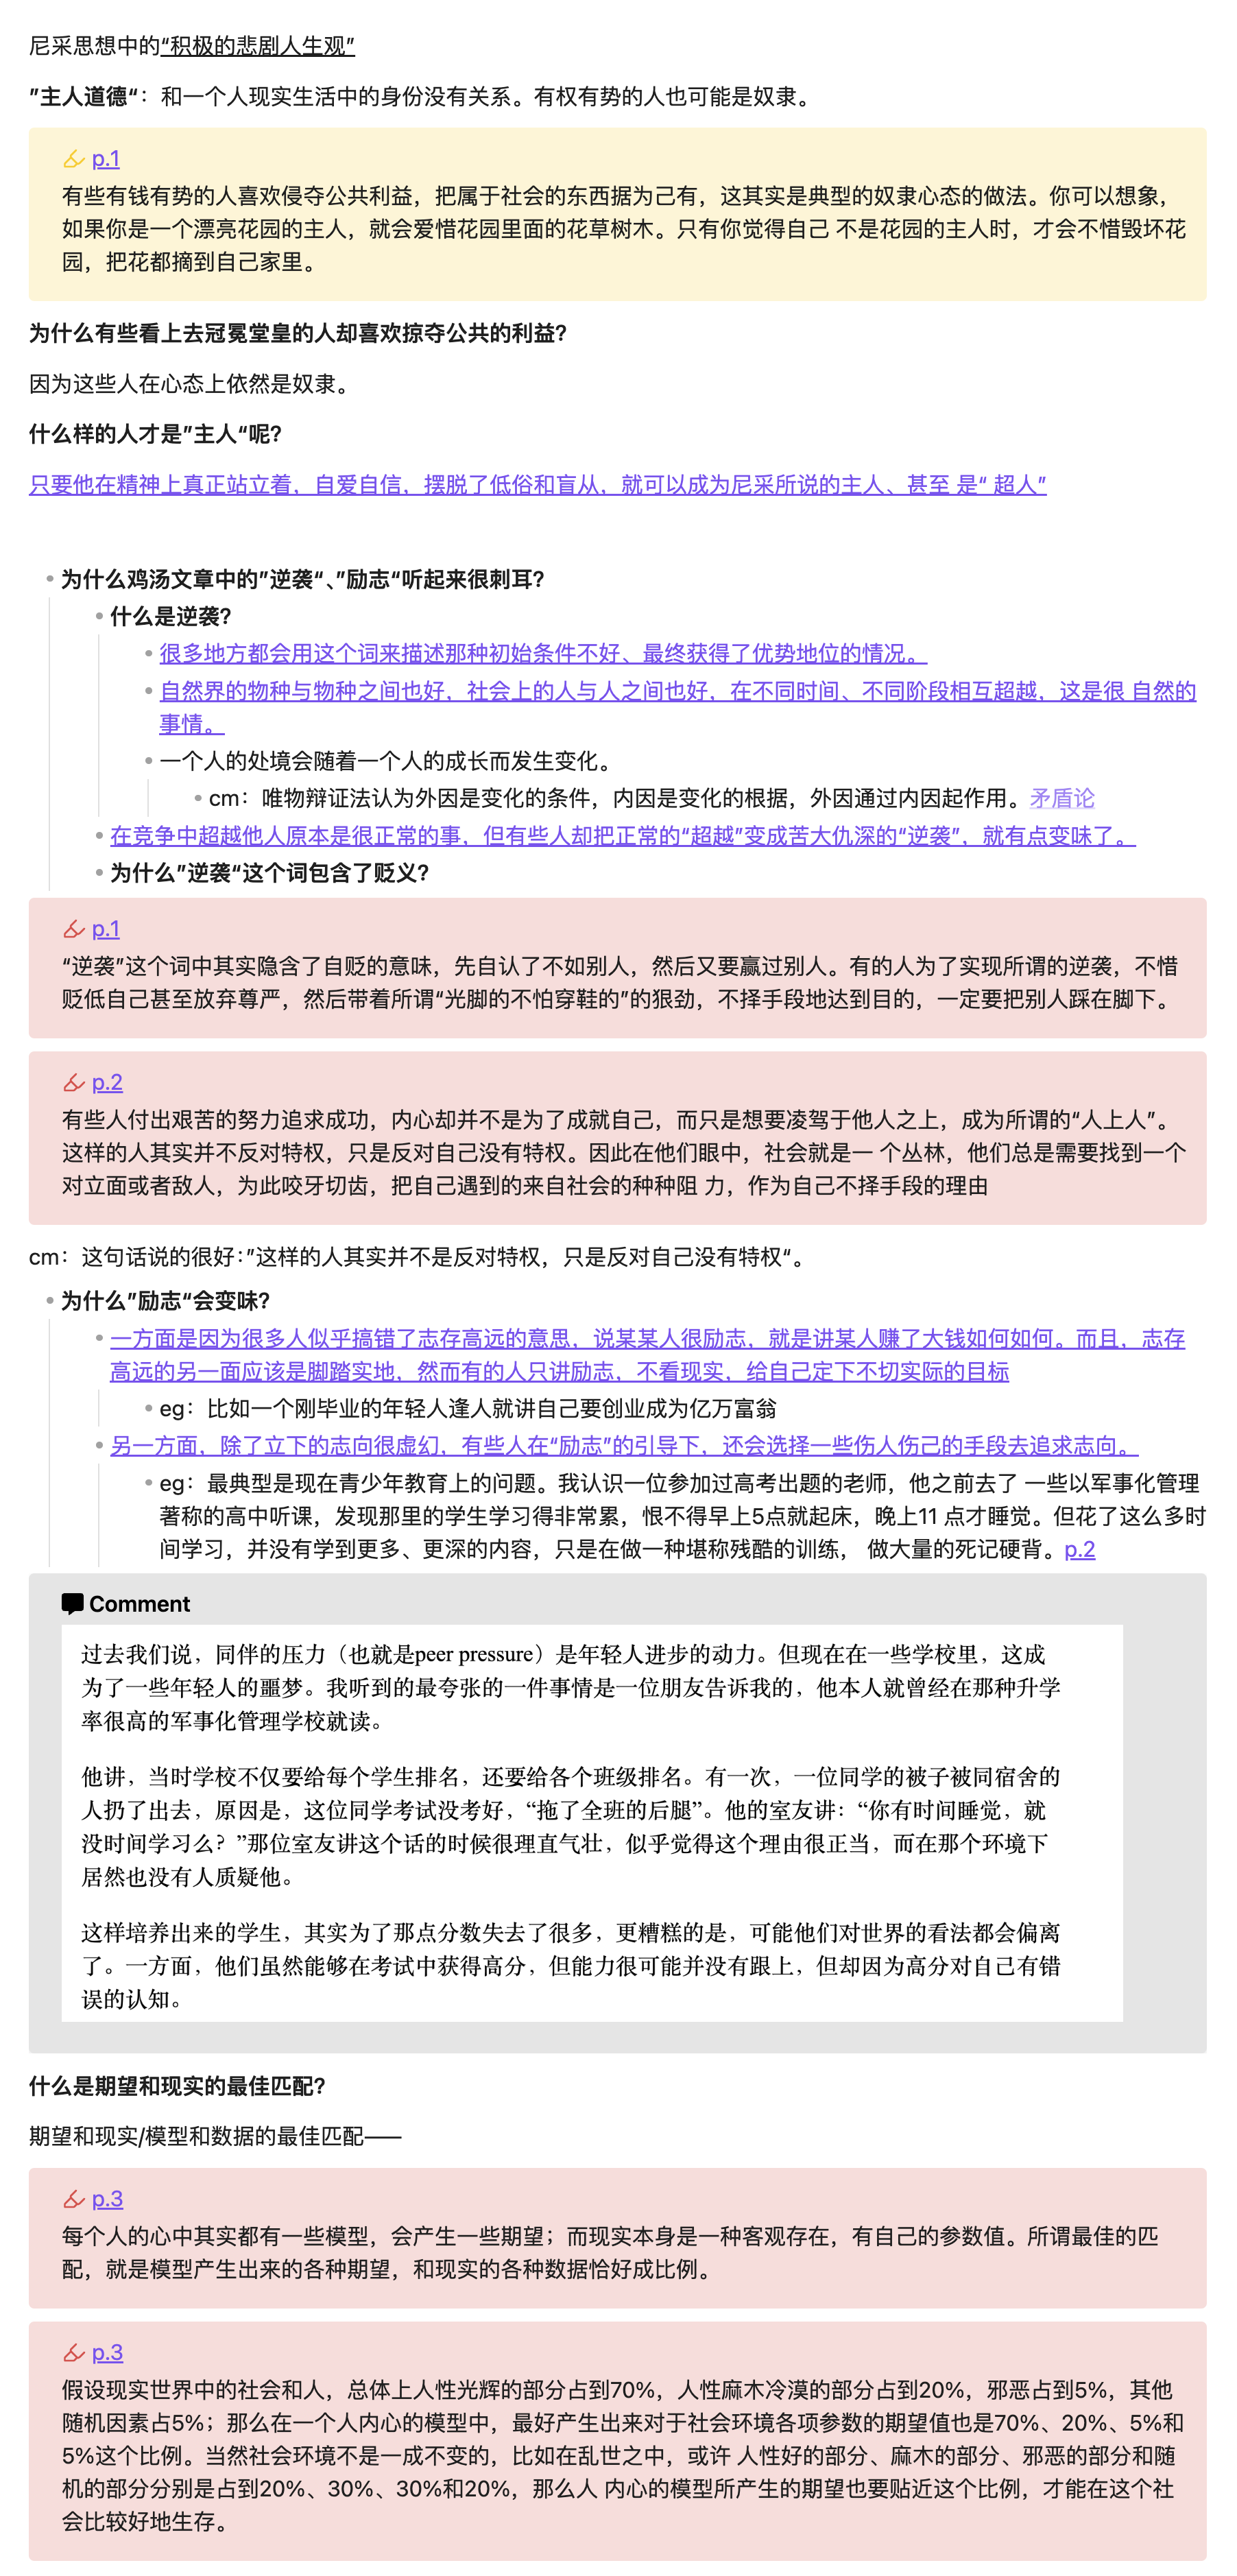 尼采思想中的“积极的悲剧人生观”
”主人道德“：和一个人现实生活中的身份没有关系。有权有势的人也可能是奴隶。
p.1
有些有钱有势的人喜欢侵夺公共利益，把属于社会的东西据为己有，这其实是典型的奴隶心态的做法。你可以想象，
如果你是一个漂亮花园的主人，就会爱惜花园里面的花草树木。只有你觉得自己 不是花园的主人时，才会不惜毁坏花
园，把花都摘到自己家里。
为什么有些看上去冠冕堂皇的人却喜欢掠夺公共的利益?
因为这些人在心态上依然是奴隶。
什么样的人才是”主人“呢?
只要他在精神上真正站立着，自爱自信，摆脱了低俗和盲从，就可以成为尼采所说的主人、甚至 是“ 超人”
为什么鸡汤文章中的”逆袭“、”励志“听起来很刺耳?
什么是逆袭?
很多地方都会用这个词来描述那种初始条件不好、最终获得了优势地位的情况。
自然界的物种与物种之间也好，社会上的人与人之间也好，在不同时间、不同阶段相互超越，这是很 自然的
事情。
一个人的处境会随着一个人的成长而发生变化。
cm：唯物辩证法认为外因是变化的条件，内因是变化的根据，外因通过内因起作用。矛盾论
在竞争中超越他人原本是很正常的事，但有些人却把正常的“超越”变成苦大仇深的“逆袭”，就有点变味了。
为什么”逆袭“这个词包含了贬义?
p.1
“逆袭”这个词中其实隐含了自贬的意味，先自认了不如别人，然后又要赢过别人。有的人为了实现所谓的逆袭，不惜
贬低自己甚至放弃尊严，然后带着所谓“光脚的不怕穿鞋的”的狠劲，不择手段地达到目的，一定要把别人踩在脚下。
p.2
有些人付出艰苦的努力追求成功，内心却并不是为了成就自己，而只是想要凌驾于他人之上，成为所谓的“人上人”。
这样的人其实并不反对特权，只是反对自己没有特权。因此在他们眼中，社会就是一 个丛林，他们总是需要找到一个
对立面或者敌人，为此咬牙切齿，把自己遇到的来自社会的种种阻 力，作为自己不择手段的理由
cm：这句话说的很好：”这样的人其实并不是反对特权，只是反对自己没有特权“。
为什么”励志“会变味?
一方面是因为很多人似乎搞错了志存高远的意思，说某某人很励志，就是讲某人赚了大钱如何如何。而且，志存
高远的另一面应该是脚踏实地，然而有的人只讲励志，不看现实，给自己定下不切实际的目标
eg：比如一个刚毕业的年轻人逢人就讲自己要创业成为亿万富翁
另一方面，除了立下的志向很虚幻，有些人在“励志”的引导下，还会选择一些伤人伤己的手段去追求志向。
eg：最典型是现在青少年教育上的问题。我认识一位参加过高考出题的老师，他之前去了 一些以军事化管理
著称的高中听课，发现那里的学生学习得非常累，恨不得早上5点就起床，晚上11 点才睡觉。但花了这么多时
间学习，并没有学到更多、更深的内容，只是在做一种堪称残酷的训练， 做大量的死记硬背。p.2
Comment
过去我们说，同伴的压力（也就是peer pressure）是年轻人进步的动力。但现在在一些学校里，这成
为了一些年轻人的噩梦。我听到的最夸张的一件事情是一位朋友告诉我的，他本人就曾经在那种升学
率很高的军事化管理学校就读。
他讲，当时学校不仅要给每个学生排名，还要给各个班级排名。有一次，一位同学的被子被同宿舍的
人扔了出去，原因是，这位同学考试没考好，“拖了全班的后腿”。他的室友讲：“你有时间睡觉，就
没时间学习么？”那位室友讲这个话的时候很理直气壮，似乎觉得这个理由很正当，而在那个环境下
居然也没有人质疑他。
这样培养出来的学生，其实为了那点分数失去了很多，更糟糕的是，可能他们对世界的看法都会偏离
了。一方面，他们虽然能够在考试中获得高分，但能力很可能并没有跟上，但却因为高分对自己有错
误的认知。
什么是期望和现实的最佳匹配?
期望和现实/模型和数据的最佳匹配——
p.3
每个人的心中其实都有一些模型，会产生一些期望；而现实本身是一种客观存在，有自己的参数值。所谓最佳的匹
配，就是模型产生出来的各种期望，和现实的各种数据恰好成比例。
p.3
假设现实世界中的社会和人，总体上人性光辉的部分占到70%，人性麻木冷漠的部分占到20%，邪恶占到5%，其他
随机因素占5%；那么在一个人内心的模型中，最好产生出来对于社会环境各项参数的期望值也是70%、20%、5%和
5%这个比例。当然社会环境不是一成不变的，比如在乱世之中，或许 人性好的部分、麻木的部分、邪恶的部分和随
机的部分分别是占到20%、30%、30%和20%，那么人 内心的模型所产生的期望也要贴近这个比例，才能在这个社
会比较好地生存。